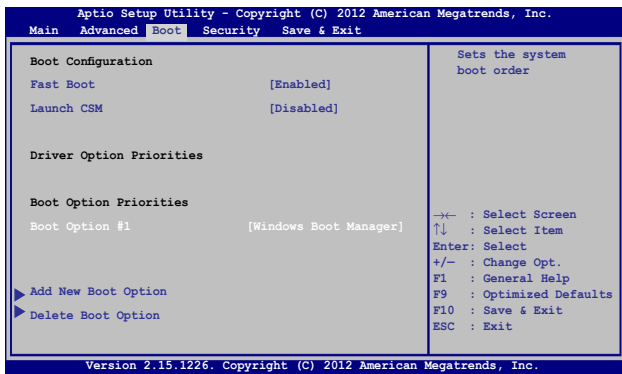 Aptio Setup Utility - Copyright (C) 2012 American Megatrends, Inc.
Main Advanced Boot Security Save & Exit
Boot Configuration
Fast Boot [Enabled]
Launch CSM [Disabled]
Driver Option Priorities
Boot Option Priorities
Boot Option #1 [Windows Boot Manager]
Add New Boot Option
Delete Boot Option
Sets the system
boot order
→← : Select Screen
↑↓ : Select Item
Enter: Select
+/— : Change Opt.
F1 : General Help
F9 : Optimized Defaults
F10 : Save & Exit
ESC : Exit
Version 2.15.1226. Copyright (C) 2012 American Megatrends, Inc.